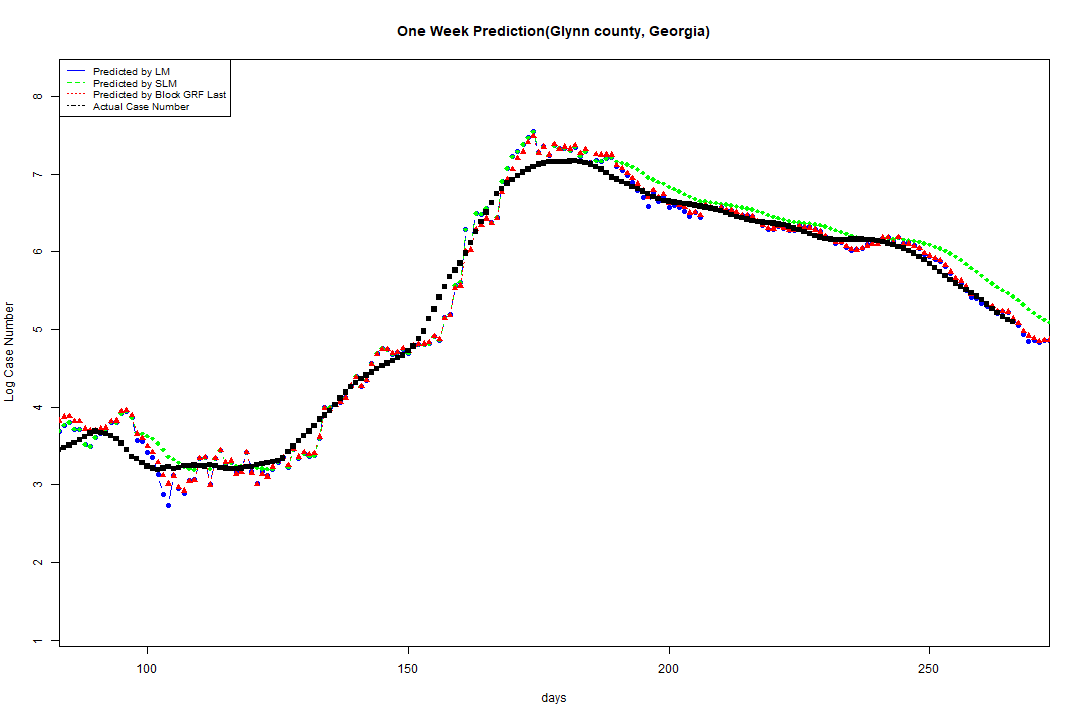 One Week Prediction(Glynn county, Georgia)
Predicted by LM
Predicted by SLM
Predicted by Block GRF Last
Actual Case Number
8
7
6
5
4
3
2
1
Log Case Number
100 150 200 250
days